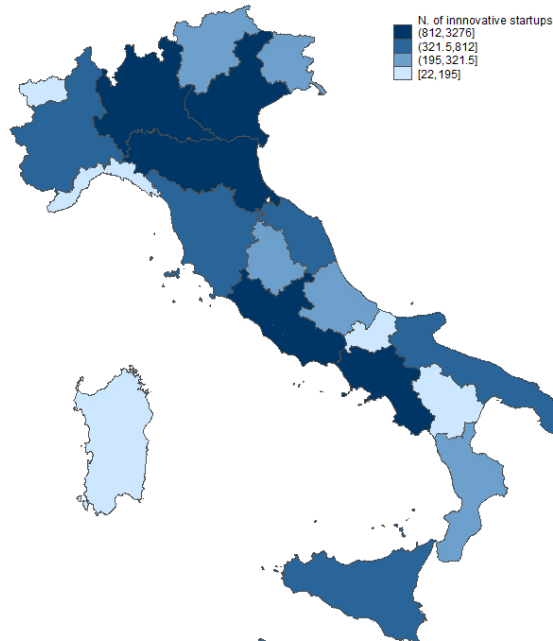 N. of innnovative startups
(812,3276]
(321.5,812]
(195,321.5]
[22,195]